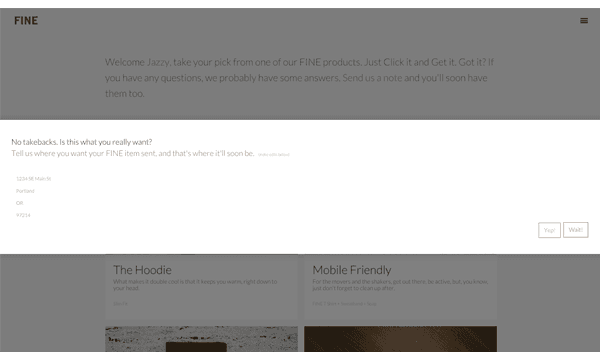 FINE
Welcome Jazzy, take your pick from one of our FINE products. Just Click it and Get it. Got it? If
you have any questions, we probably have some answers. Send us a note and you'll soon have
them too.
No takebacks. Is this what you really want?
Tell us where you want your FINE item sent, and that's where it'll soon be.
1234 NE Main St.
Portland
OR
97214
Yup!
Wait!
The Hoodie
What makes it double cool is that it keeps you warm, right down to
your head.
Mobile Friendly
For the movers and the shakers, get out there, be active, but, you know,
just don't forget to clean up after.